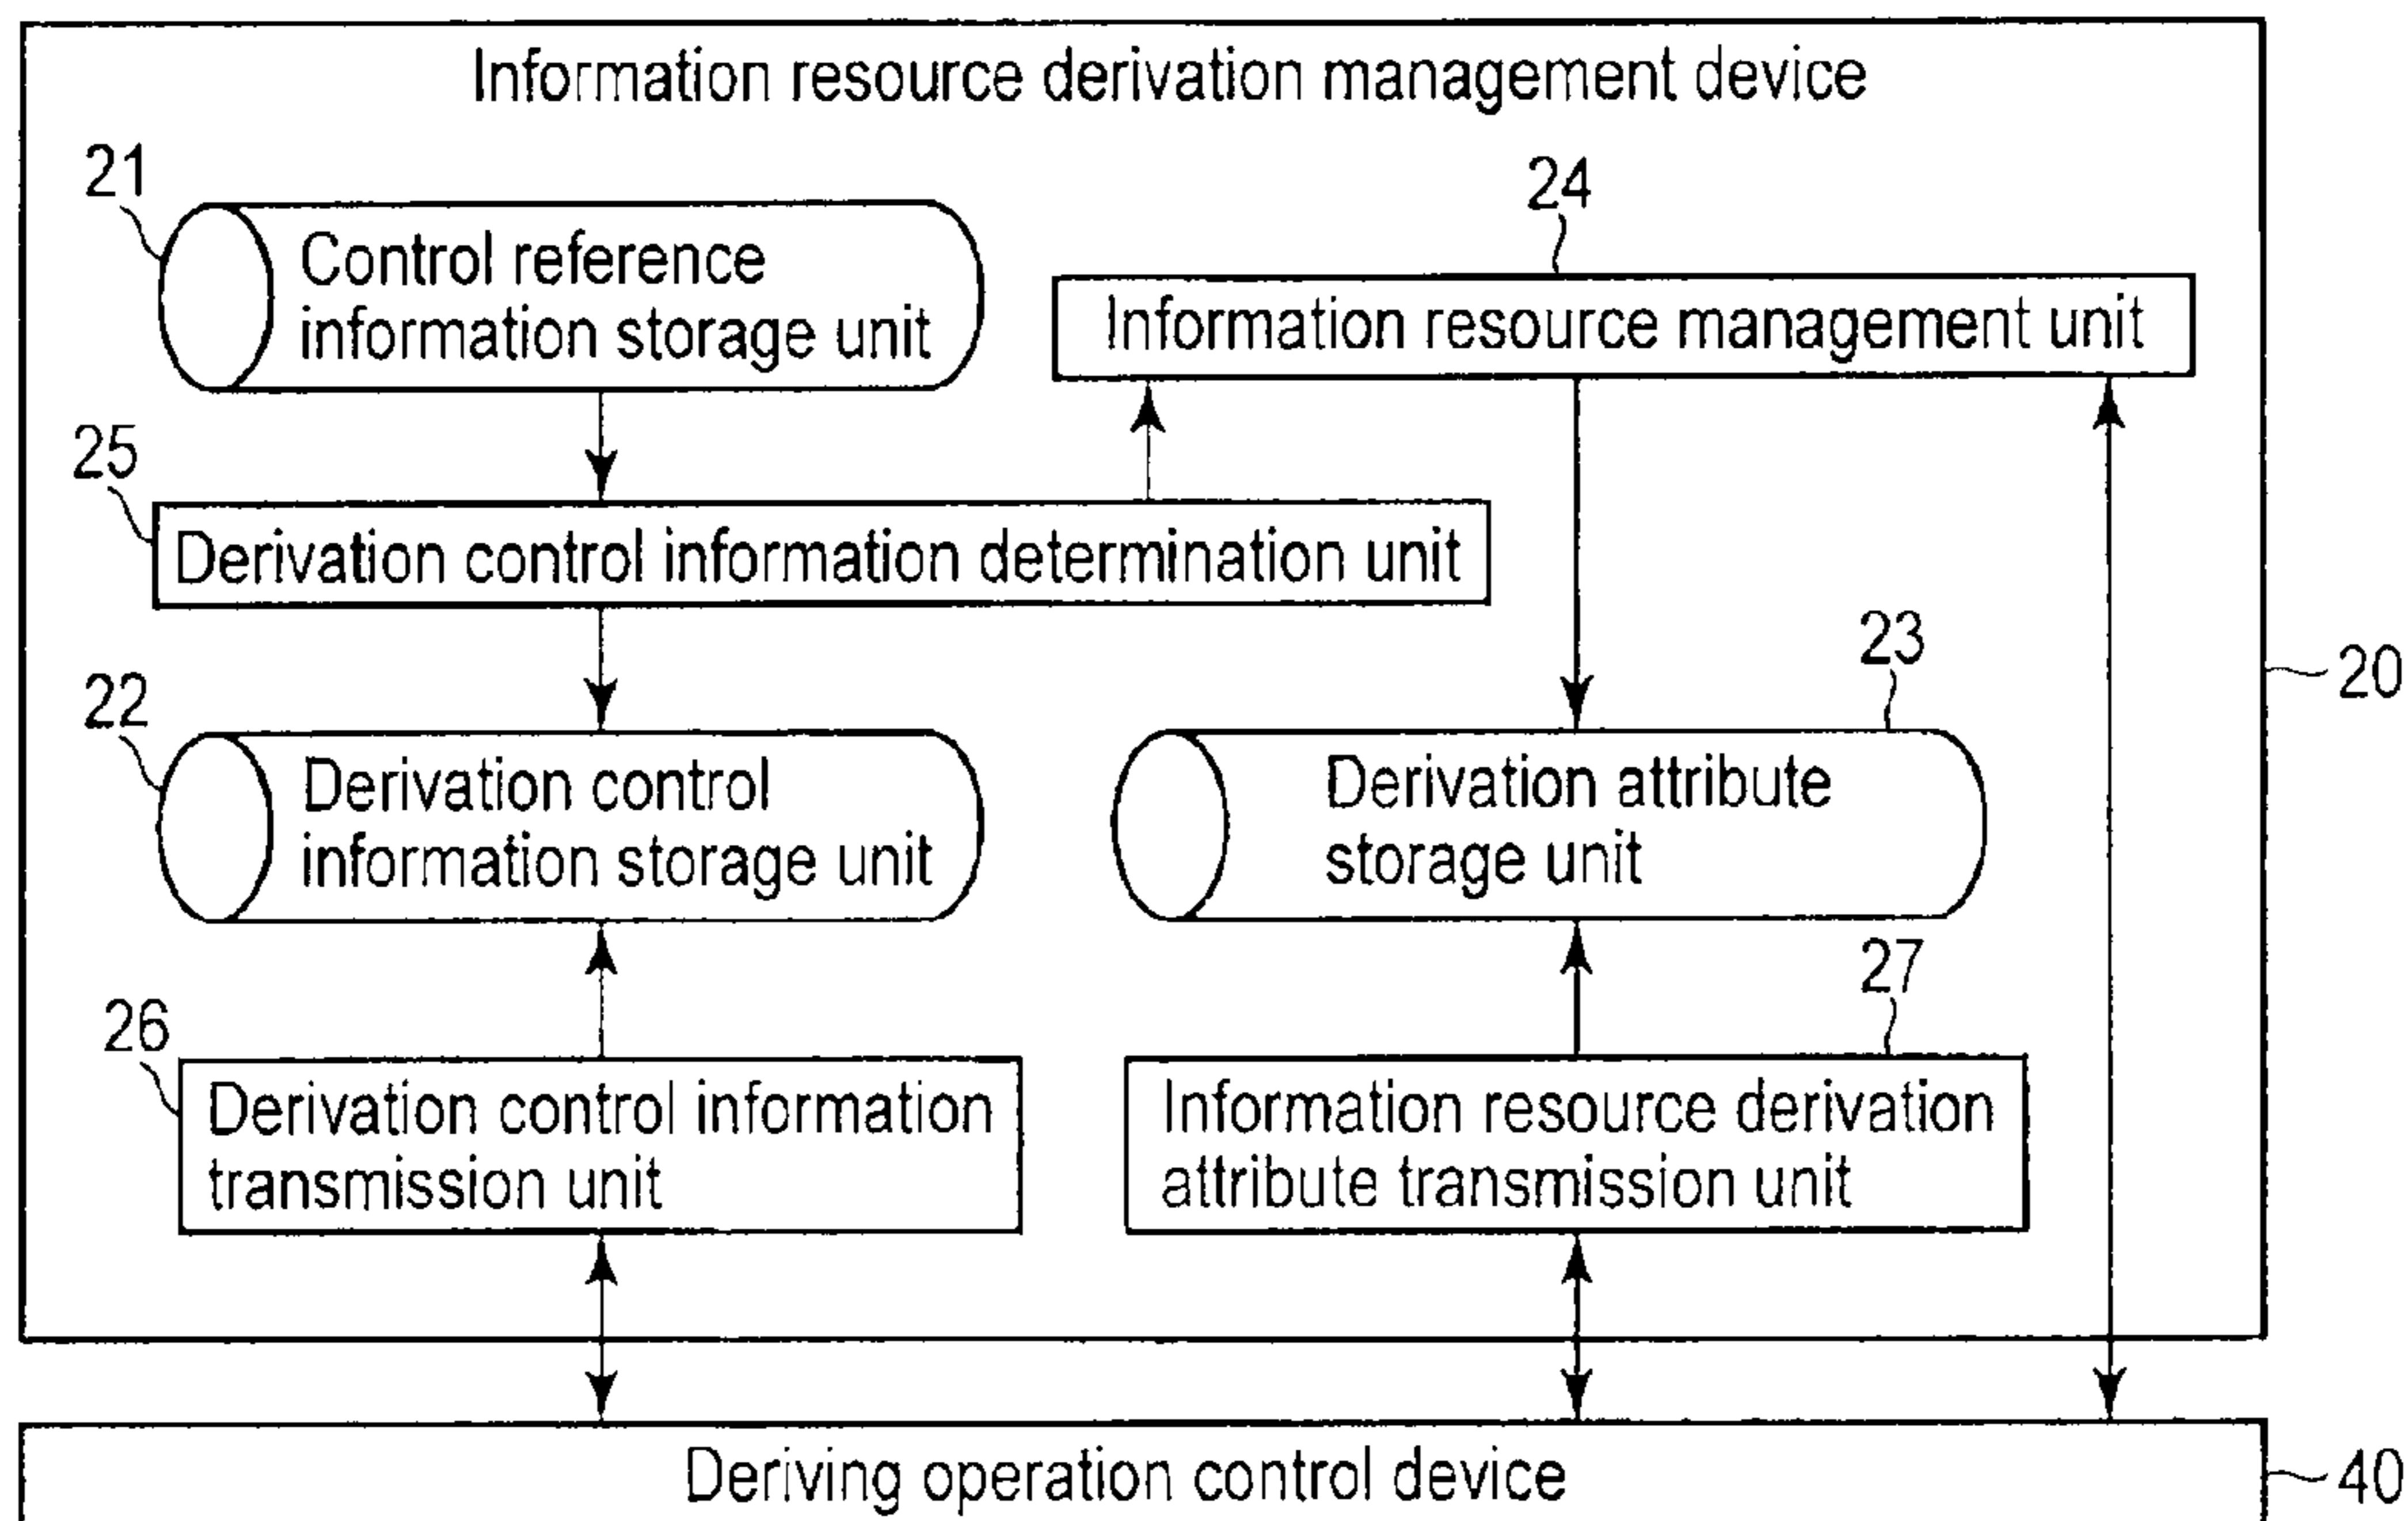 Information resource derivation management device
21
Control reference
information storage unit
24
Information resource management unit
25
Derivation control information determination unit
22
Derivation control
information storage unit
23
Derivation attribute
storage unit
20
26
Derivation control information
transmission unit
27
Information resource derivation
attribute transmission unit
Deriving operation control device
40